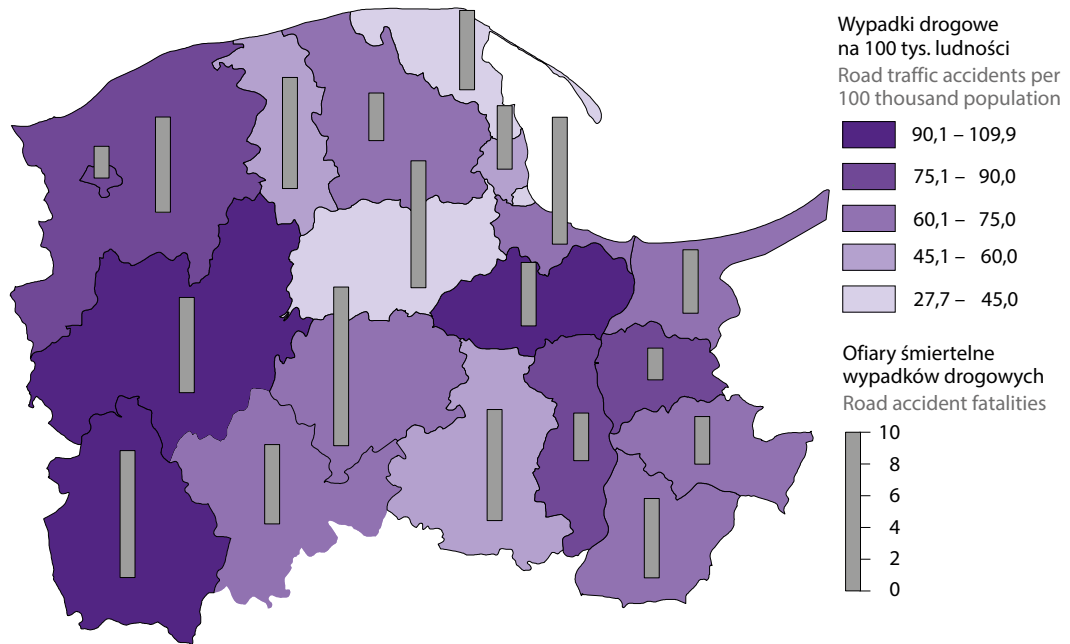 Wypadki drogowe
na 100 tys. ludności
Road traffic accidents per
100 thousand population
90,1 – 109,9
75,1 – 90,0
60,1 – 75,0
45,1 – 60,0
27,7 – 45,0
Ofiary śmiertelne
wypadków drogowych
Road accident fatalities
10
8
6
4
2
0